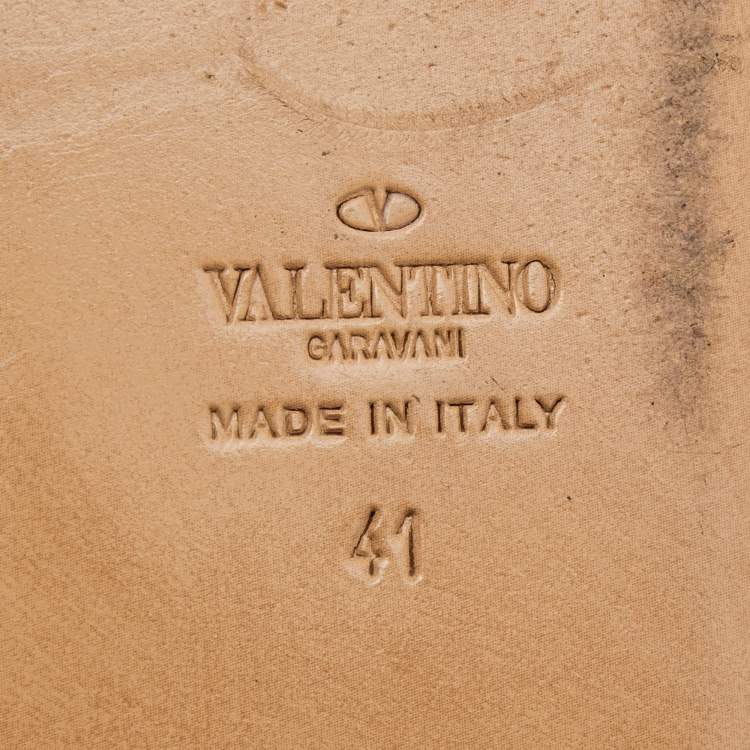 V
VALENTINO
GARAVANI
MADE IN ITALY
41